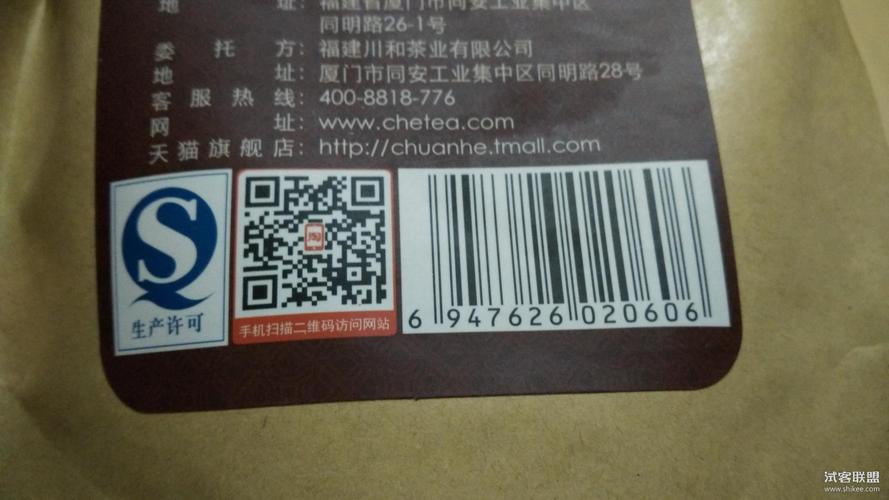 地 址：福建省厦门市同安工业集中区
同明路26-1号
委 托 方：福建川和茶业有限公司
地 址：厦门市同安工业集中区同明路28号
客 服 热 线：400-8818-776
网 址：www.chetea.com
天 猫 旗 舰 店：http://chuanhe.tmall.com
QS
生产许可
淘
手机扫描二维码访问网站
6 947626 020606
试客联盟
www.shikee.com